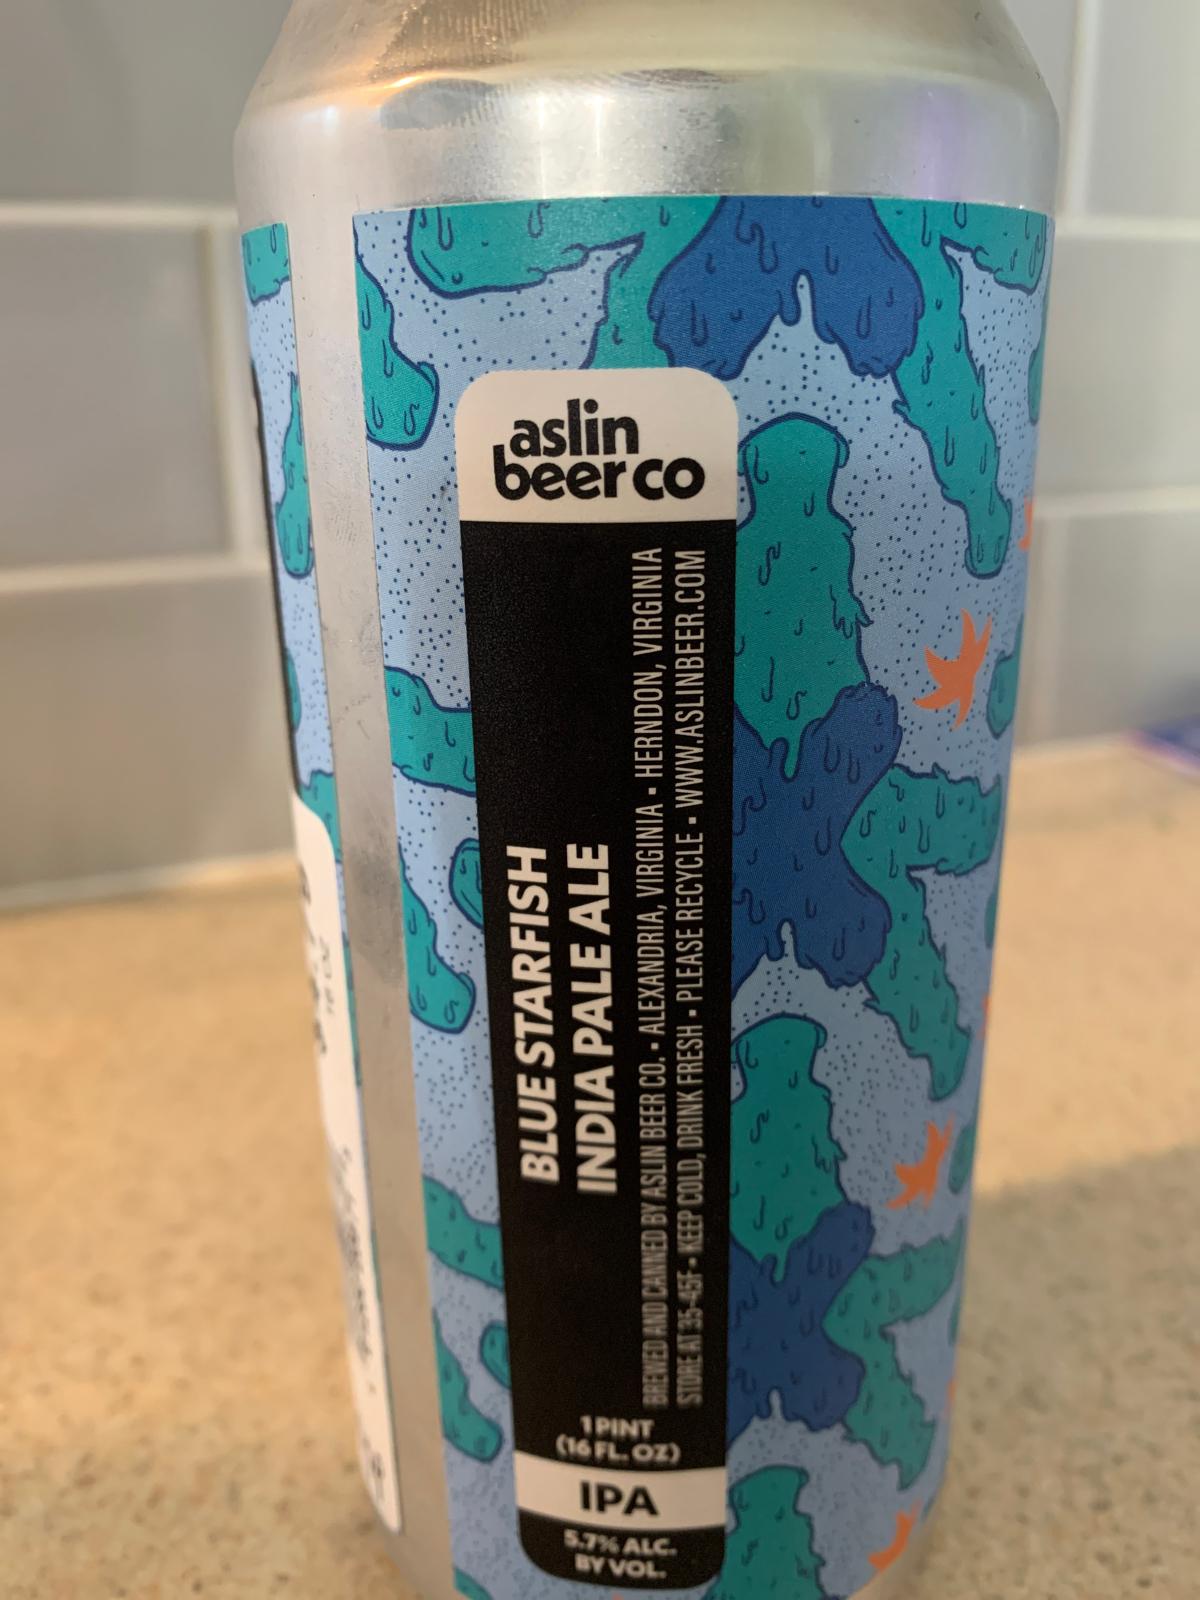 aslin
beer co
BLUE STARFISH
INDIA PALE ALE
BREWED AND CANNED BY ASLIN BEER CO. • ALEXANDRIA, VIRGINIA • HERNDON, VIRGINIA
STORE AT 35-45F • KEEP COLD, DRINK FRESH • PLEASE RECYCLE • WWW.ASLINBEER.COM
1 PINT
(16 FL. OZ)
IPA
5.7% ALC.
BY VOL.